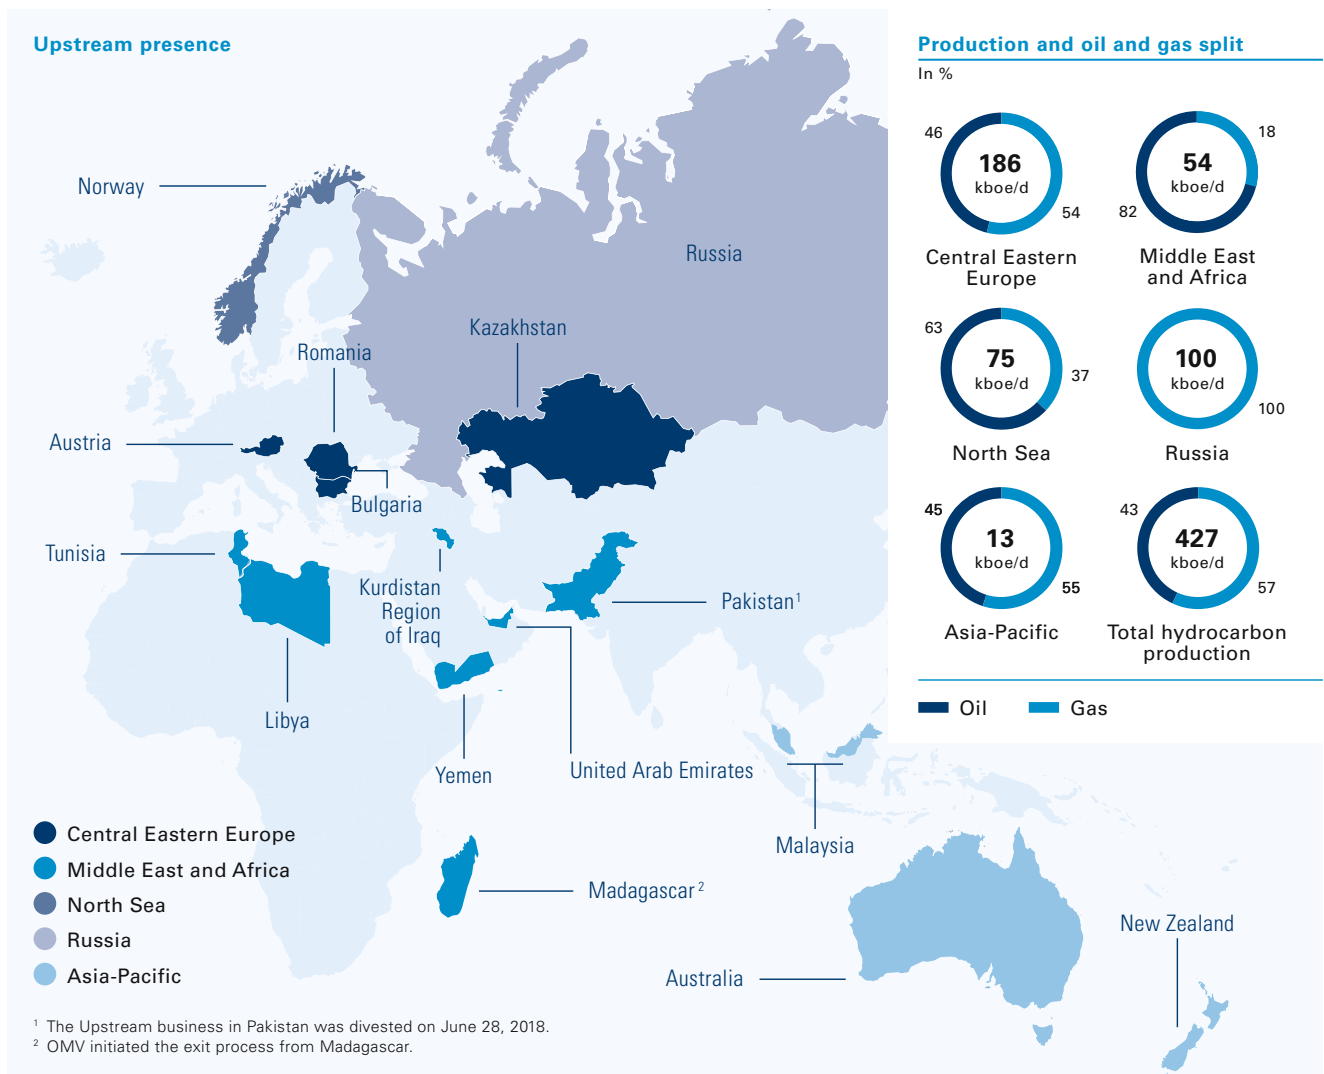 Upstream presence
Norway
Russia
Kazakhstan
Romania
Austria
Bulgaria
Tunisia
Kurdistan
Region
of Iraq
Pakistan¹
Libya
Yemen
United Arab Emirates
Malaysia
Madagascar²
New Zealand
Australia
Central Eastern Europe
Middle East and Africa
North Sea
Russia
Asia-Pacific
¹ The Upstream business in Pakistan was divested on June 28, 2018.
² OMV initiated the exit process from Madagascar.
Production and oil and gas split
In %
46
186
kboe/d
54
Central Eastern
Europe
18
54
kboe/d
82
Middle East
and Africa
63
75
kboe/d
37
North Sea
100
kboe/d
100
Russia
45
13
kboe/d
55
Asia-Pacific
43
427
kboe/d
57
Total hydrocarbon
production
Oil
Gas